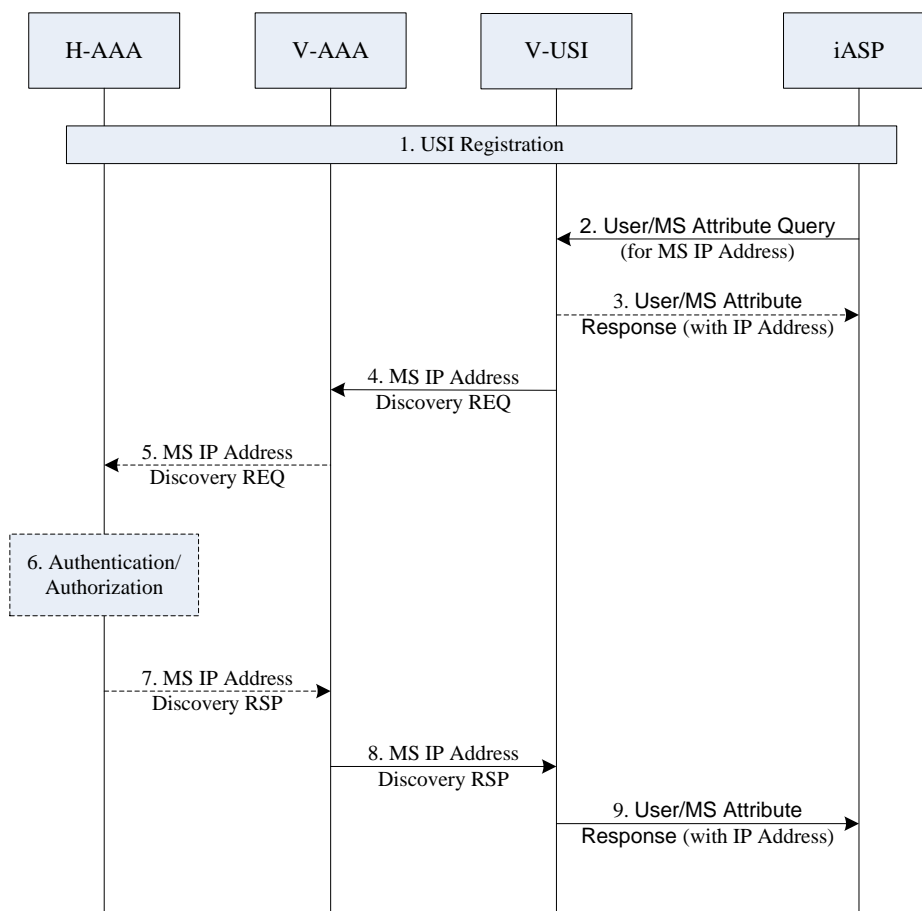 H-AAA
V-AAA
V-USI
iASP
1. USI Registration
2. User/MS Attribute Query
(for MS IP Address)
3. User/MS Attribute
Response (with IP Address)
4. MS IP Address
Discovery REQ
5. MS IP Address
Discovery REQ
6. Authentication/
Authorization
7. MS IP Address
Discovery RSP
8. MS IP Address
Discovery RSP
9. User/MS Attribute
Response (with IP Address)